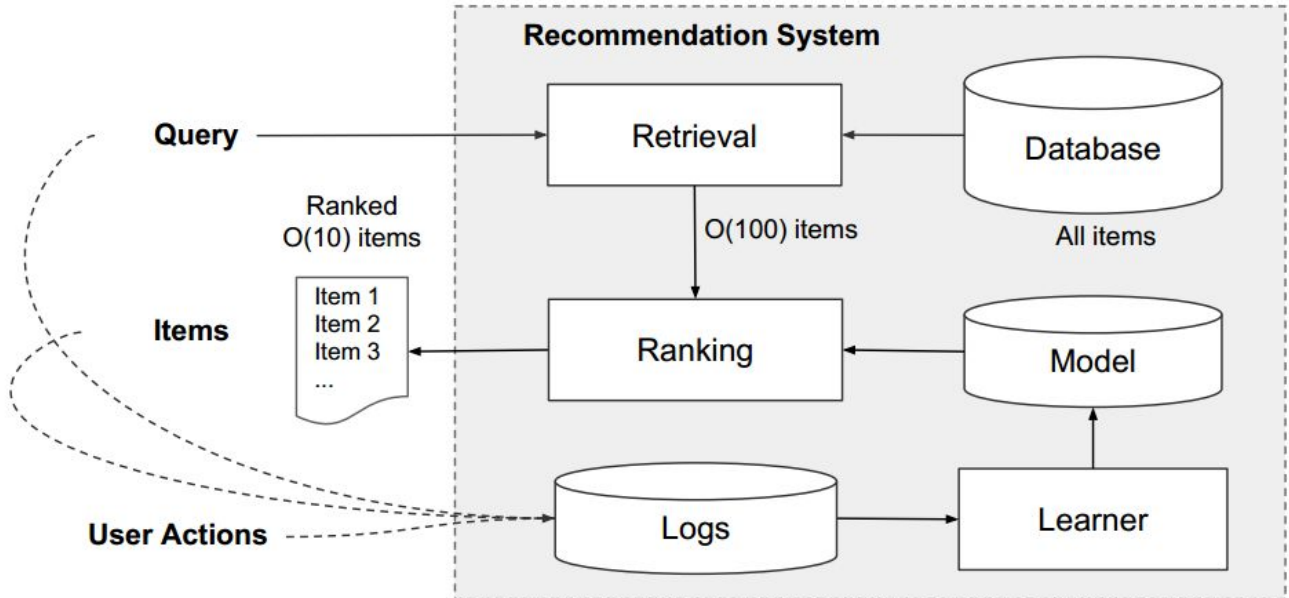 Recommendation System
Query
Retrieval
Database
All items
O(100) items
Ranked
O(10) items
Items
Item 1
Item 2
Item 3
...
Ranking
Model
User Actions
Logs
Learner